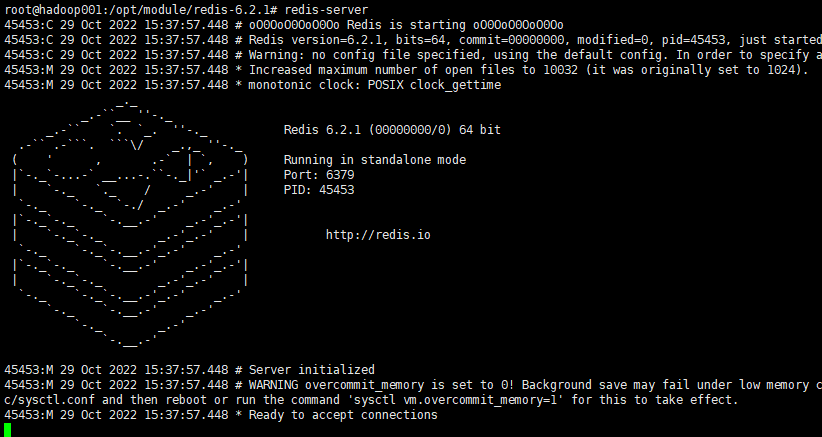 root@hadoop001:/opt/module/redis-6.2.1# redis-server
45453:C 29 Oct 2022 15:37:57.448 # oO0OoO0OoO0Oo Redis is starting oO0OoO0OoO0Oo
45453:C 29 Oct 2022 15:37:57.448 # Redis version=6.2.1, bits=64, commit=00000000, modified=0, pid=45453, just started
45453:C 29 Oct 2022 15:37:57.448 # Warning: no config file specified, using the default config. In order to specify a
45453:M 29 Oct 2022 15:37:57.448 * Increased maximum number of open files to 10032 (it was originally set to 1024).
45453:M 29 Oct 2022 15:37:57.448 * monotonic clock: POSIX clock_gettime
Redis 6.2.1 (00000000/0) 64 bit
Running in standalone mode
Port: 6379
PID: 45453
http://redis.io
45453:M 29 Oct 2022 15:37:57.448 # Server initialized
45453:M 29 Oct 2022 15:37:57.448 # WARNING overcommit_memory is set to 0! Background save may fail under low memory c
c/sysctl.conf and then reboot or run the command 'sysctl vm.overcommit_memory=1' for this to take effect.
45453:M 29 Oct 2022 15:37:57.448 * Ready to accept connections